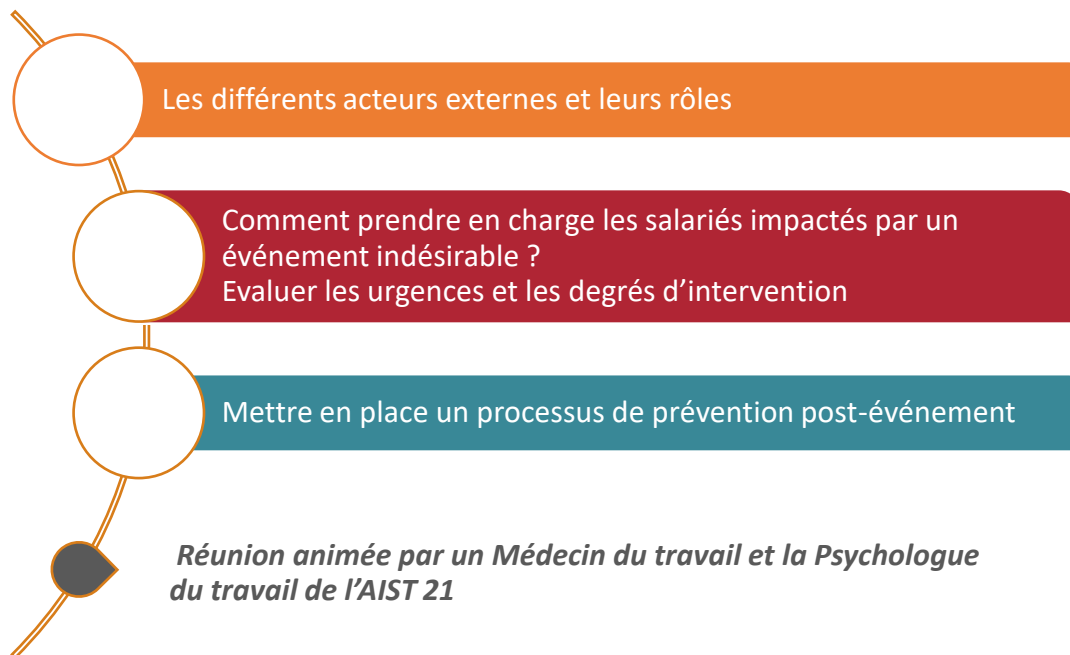 Les différents acteurs externes et leurs rôles
Comment prendre en charge les salariés impactés par un
événement indésirable ?
Evaluer les urgences et les degrés d’intervention
Mettre en place un processus de prévention post-événement
Réunion animée par un Médecin du travail et la Psychologue
du travail de l’AIST 21